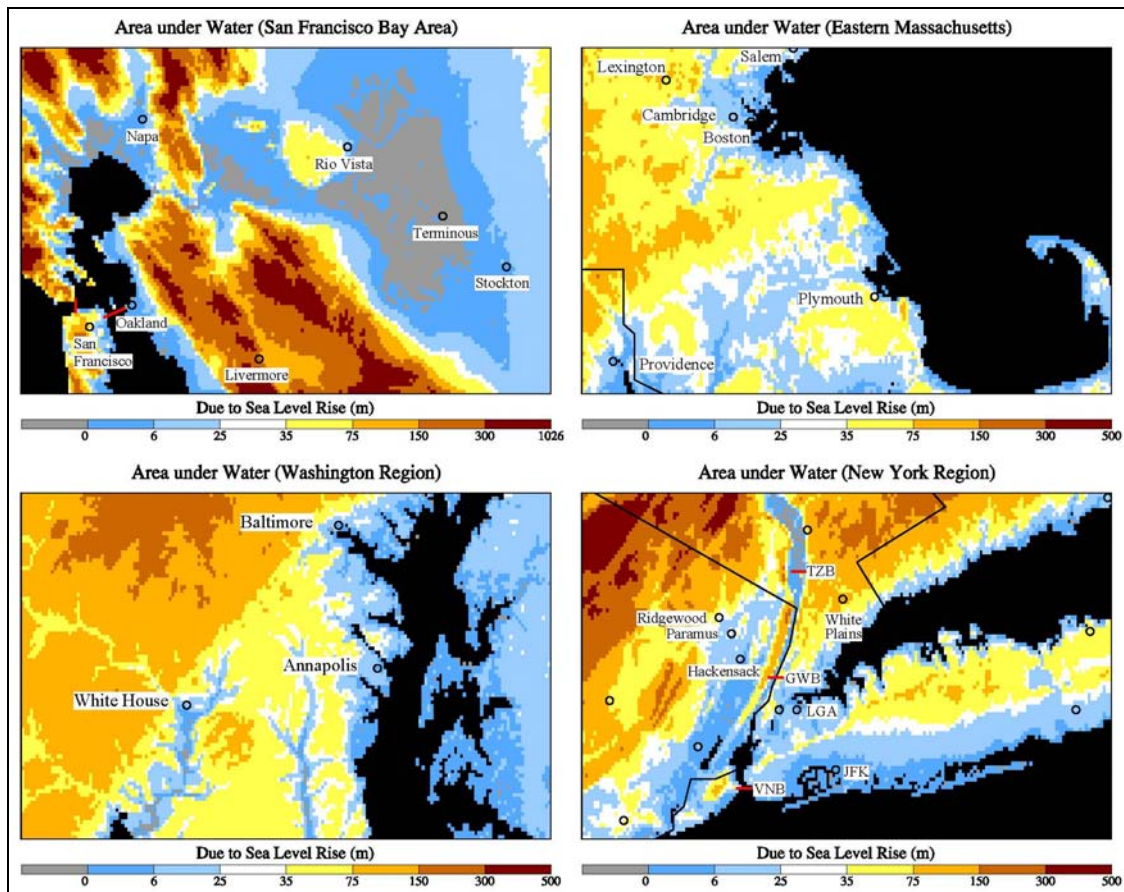 Area under Water (San Francisco Bay Area)
Napa
Rio Vista
Terminous
Stockton
Oakland
San
Francisco
Livermore
Due to Sea Level Rise (m)
0 6 25 35 75 150 300 1026
Area under Water (Eastern Massachusetts)
Salem
Lexington
Cambridge
Boston
Plymouth
Providence
Due to Sea Level Rise (m)
0 6 25 35 75 150 300 500
Area under Water (Washington Region)
Baltimore
Annapolis
White House
Due to Sea Level Rise (m)
0 6 25 35 75 150 300 500
Area under Water (New York Region)
TZB
Ridgewood
Paramus
White
Plains
Hackensack
GWB
LGA
JFK
VNB
Due to Sea Level Rise (m)
0 6 25 35 75 150 300 500